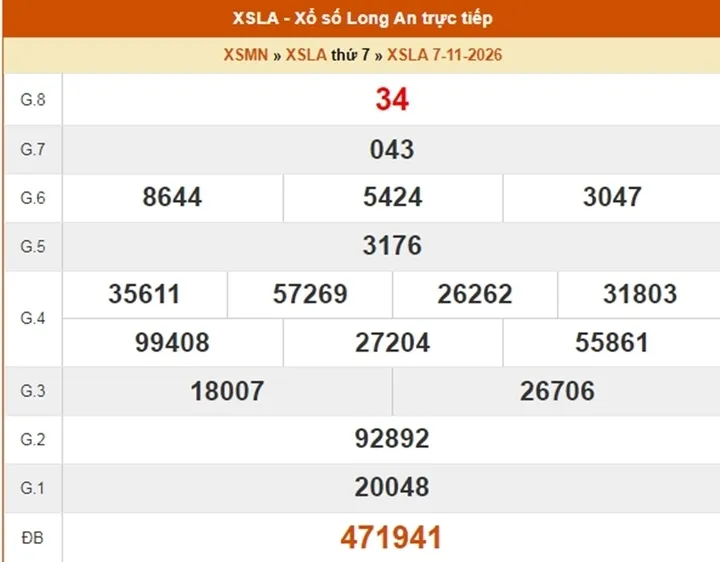 XSLA - Xổ số Long An trực tiếp
XSMN » XSLA thứ 7 » XSLA 7-11-2026
G.8 34
G.7 043
G.6 8644 5424 3047
G.5 3176
G.4 35611 57269 26262 31803
99408 27204 55861
G.3 18007 26706
G.2 92892
G.1 20048
ĐB 471941